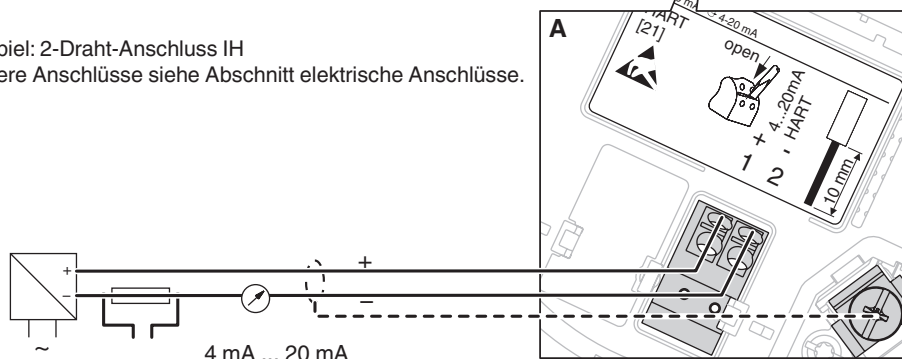 piel: 2-Draht-Anschluss IH
ere Anschlüsse siehe Abschnitt elektrische Anschlüsse.
A
mA
4-20 mA
HART
[21]
open
+ 4...20mA
- HART
1 2
10 mm
+
+
–
–
~
4 mA ... 20 mA